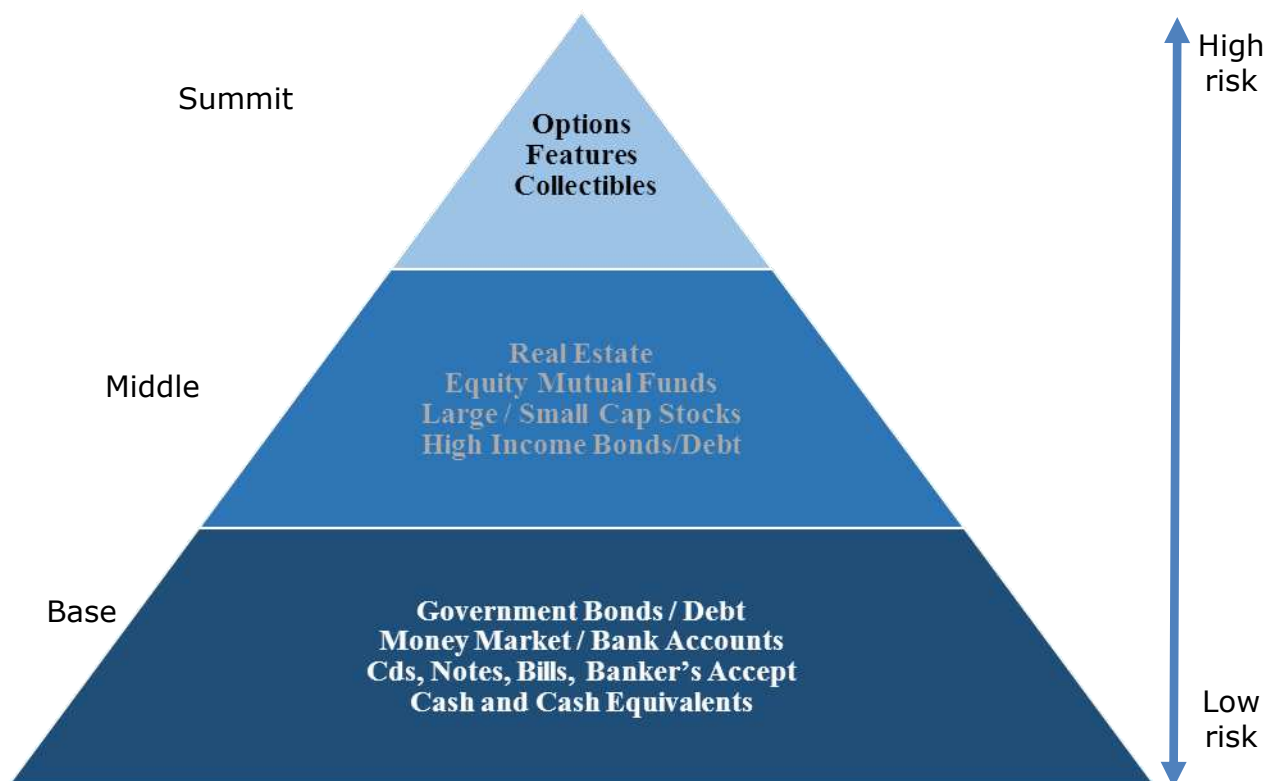 Summit
High
risk
Options
Features
Collectibles
Middle
Real Estate
Equity Mutual Funds
Large / Small Cap Stocks
High Income Bonds/Debt
Base
Government Bonds / Debt
Money Market / Bank Accounts
Cds, Notes, Bills, Banker’s Accept
Cash and Cash Equivalents
Low
risk